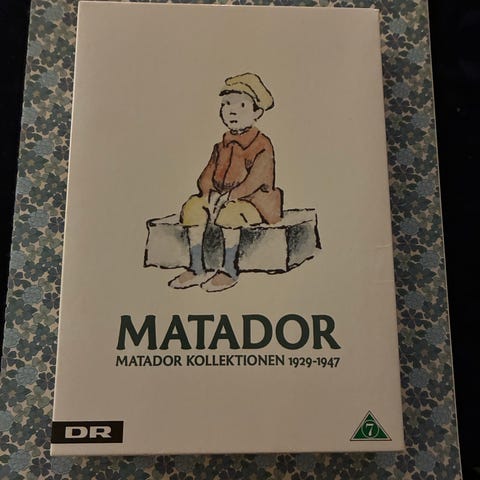 MATADOR
MATADOR KOLLEKTIONEN 1929-1947
DR
7